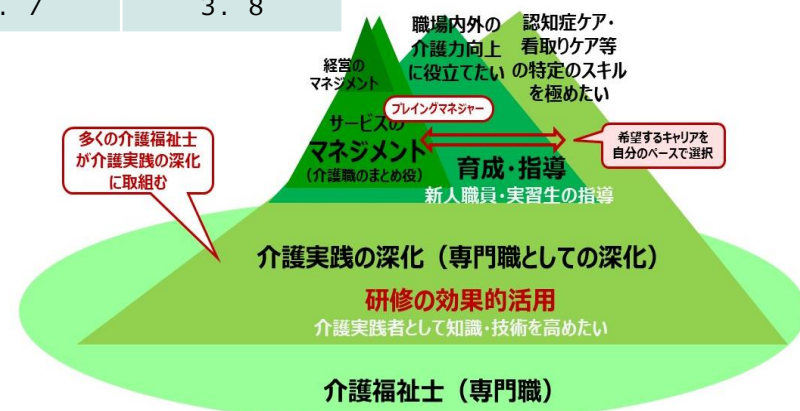 . 7
3. 8
職場内外の
介護力向上
に役立てたい
認知症ケア・
看取りケア等
の特定のスキル
を極めたい
経営の
マネジメント
プレイングマネジャー
サービスの
マネジメント
（介護職のまとめ役）
希望するキャリアを
自分のペースで選択
多くの介護福祉士
が介護実践の深化
に取組む
育成・指導
新人職員・実習生の指導
介護実践の深化（専門職としての深化）
研修の効果的活用
介護実践者として知識・技術を高めたい
介護福祉士（専門職）